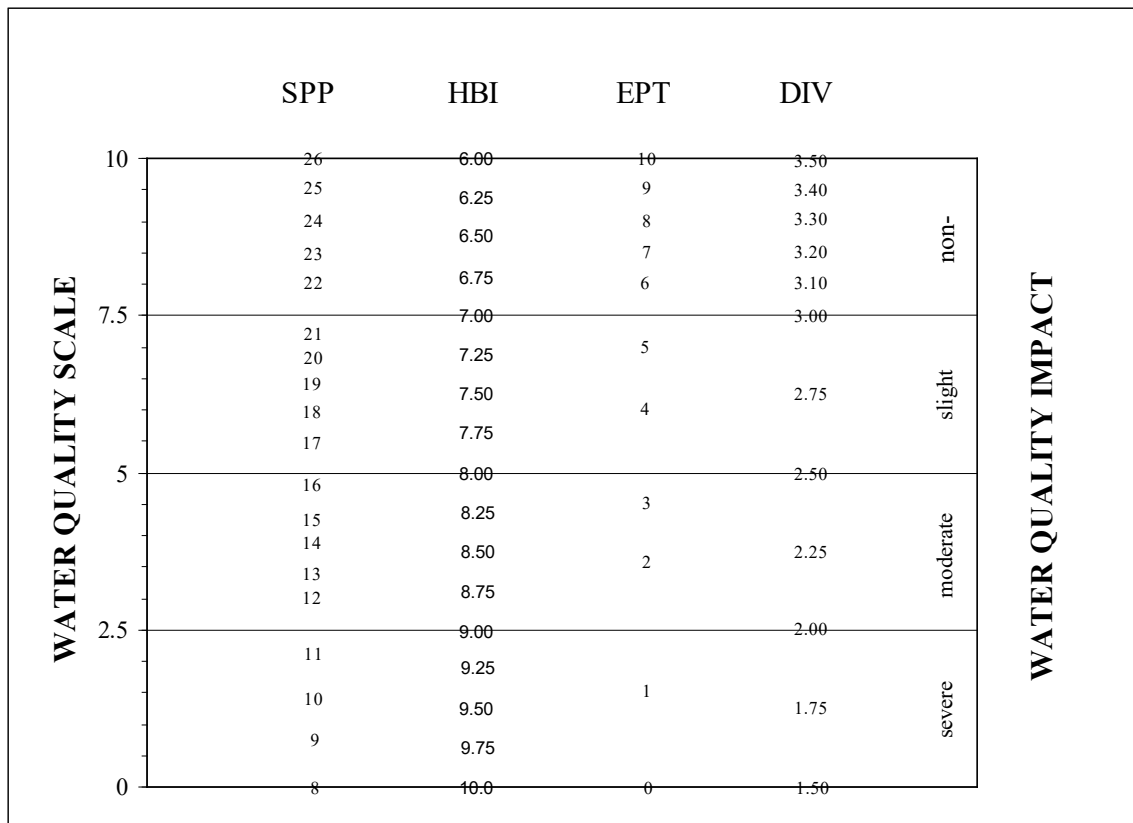 SPP HBI EPT DIV
10 26 6.00 10 3.50
25 9 3.40
6.25
24 8 3.30
6.50
23 7 3.20
6.75
22 6 3.10
non-
7.5 7.00 3.00
21
5
20 7.25
19
7.50 2.75
18 4
7.75
17
slight
5 8.00 2.50
16
3
8.25
15
14
8.50 2.25
2
13
8.75
12
moderate
2.5 9.00 2.00
11
9.25
1
10
9.50 1.75
9
9.75
severe
0 8 10.0 0 1.50
WATER QUALITY SCALE
WATER QUALITY IMPACT